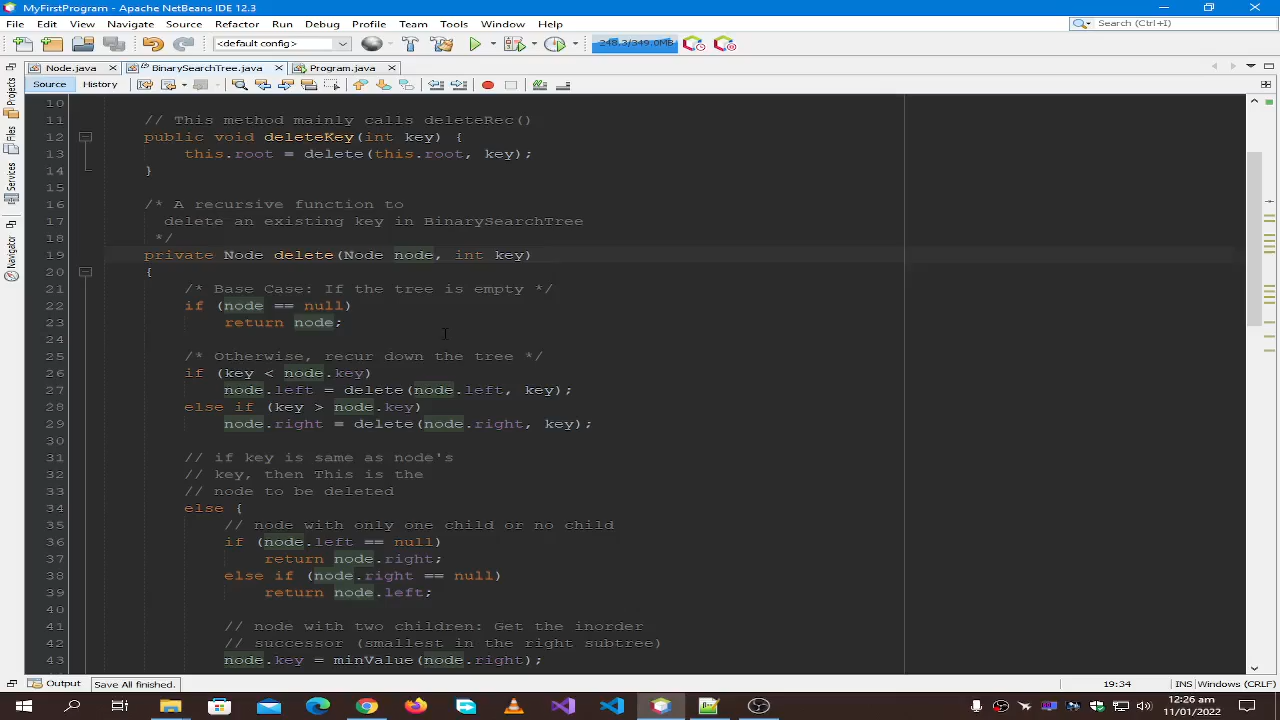 MyFirstProgram - Apache NetBeans IDE 12.3
File Edit View Navigate Source Refactor Run Debug Profile Team Tools Window Help
Search (Ctrl+I)
<default config>
248.3/349.0MB
Node.java
BinarySearchTree.java
Program.java
Source History
Projects
Files
Services
Navigator
10
11 // This method mainly calls deleteRec()
12 public void deleteKey(int key) {
13 this.root = delete(this.root, key);
14 }
15
16 /* A recursive function to
17 delete an existing key in BinarySearchTree
18 */
19 private Node delete(Node node, int key)
20 {
21 /* Base Case: If the tree is empty */
22 if (node == null)
23 return node;
24
25 /* Otherwise, recur down the tree */
26 if (key < node.key)
27 node.left = delete(node.left, key);
28 else if (key > node.key)
29 node.right = delete(node.right, key);
30
31 // if key is same as node's
32 // key, then This is the
33 // node to be deleted
34 else {
35 // node with only one child or no child
36 if (node.left == null)
37 return node.right;
38 else if (node.right == null)
39 return node.left;
40
41 // node with two children: Get the inorder
42 // successor (smallest in the right subtree)
43 node.key = minValue(node.right);
Output
Save All finished.
19:34
INS
Windows (CRLF)
12:26 am
11/01/2022